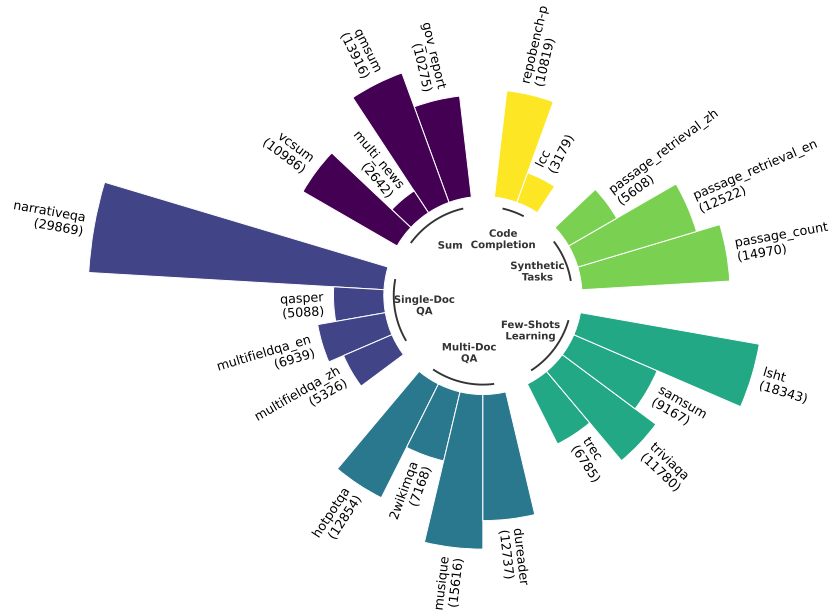 repobench-p
(10819)
lcc
(3179)
gov_report
(10275)
qmsum
(13916)
multi_news
(2642)
vcsum
(10986)
narrativeqa
(29869)
qasper
(5088)
multifieldqa_en
(6939)
multifieldqa_zh
(5326)
hotpotqa
(12854)
2wikimqa
(7168)
musique
(15616)
dureader
(12737)
trec
(6785)
triviaqa
(11780)
samsum
(9167)
lsht
(18343)
passage_count
(14970)
passage_retrieval_en
(12522)
passage_retrieval_zh
(5608)
Sum
Code
Completion
Synthetic
Tasks
Single-Doc
QA
Few-Shots
Learning
Multi-Doc
QA